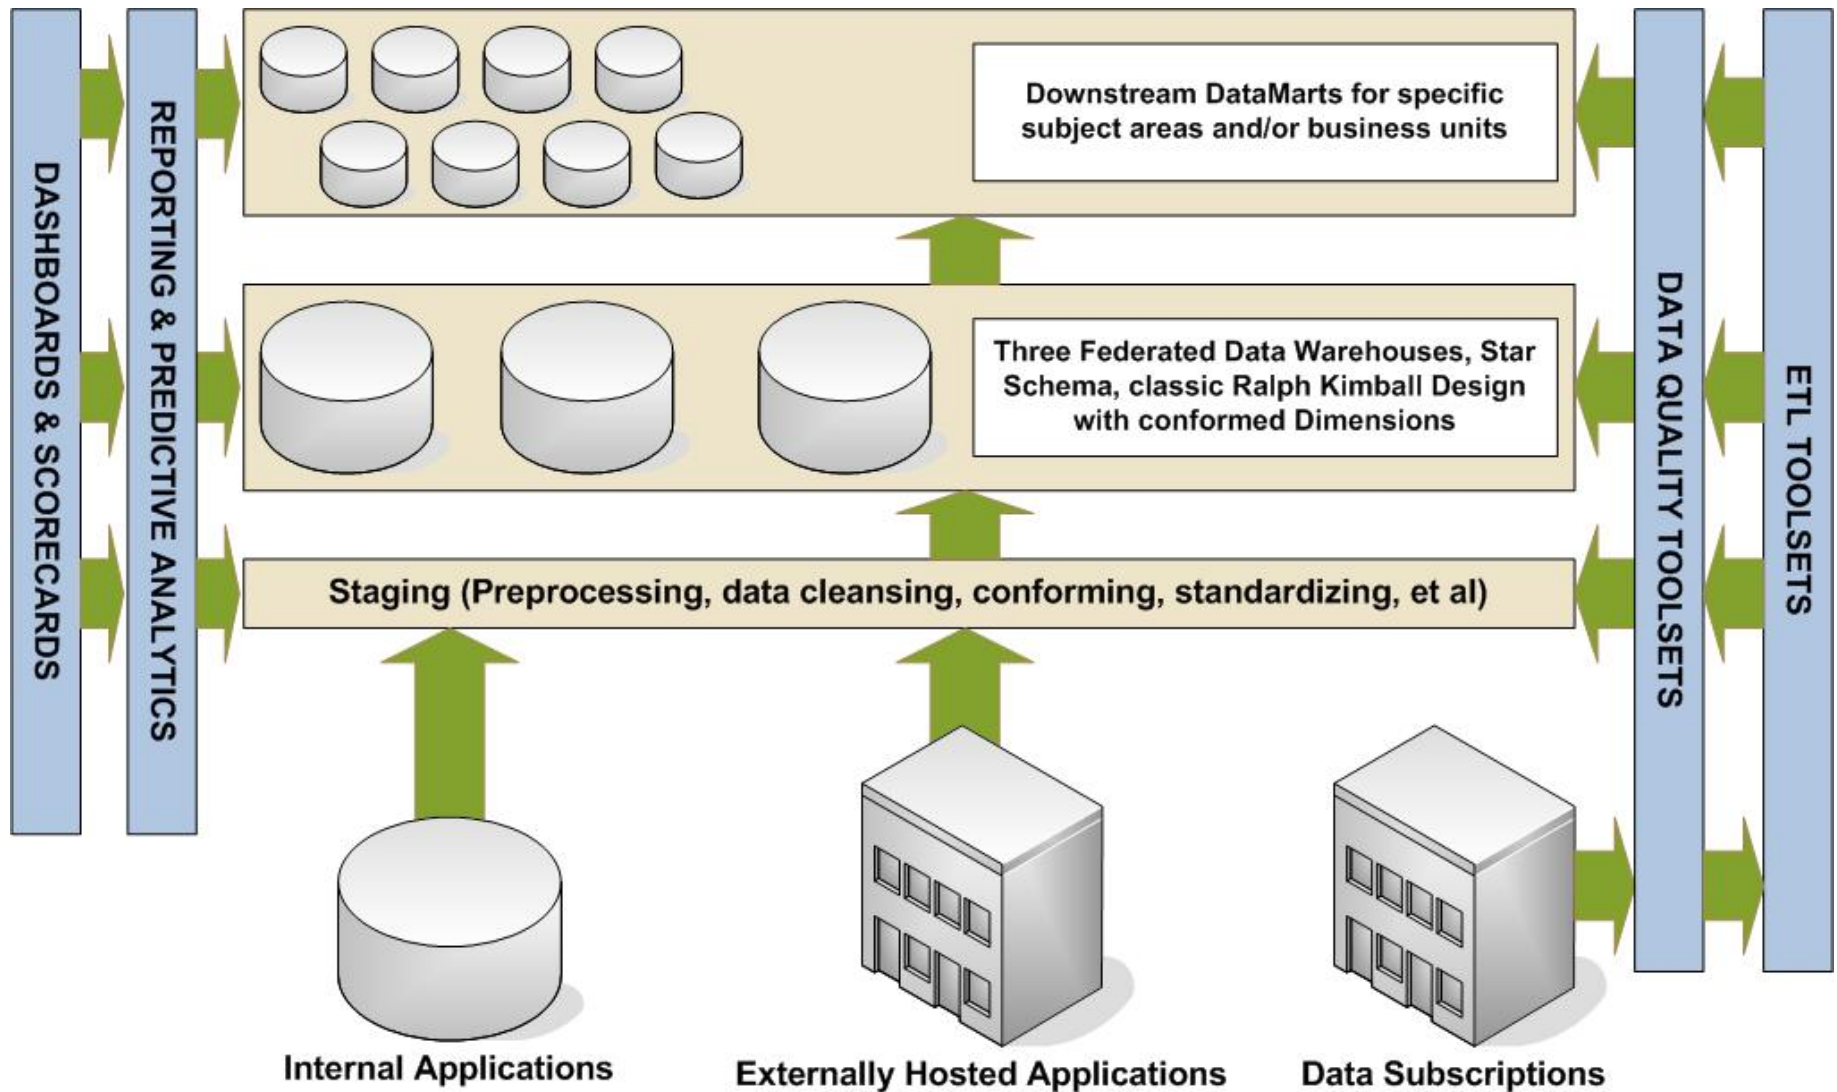 DASHBOARDS & SCORECARDS
REPORTING & PREDICTIVE ANALYTICS
Downstream DataMarts for specific
subject areas and/or business units
Three Federated Data Warehouses, Star
Schema, classic Ralph Kimball Design
with conformed Dimensions
Staging (Preprocessing, data cleansing, conforming, standardizing, et al)
DATA QUALITY TOOLSETS
ETL TOOLSETS
Internal Applications
Externally Hosted Applications
Data Subscriptions